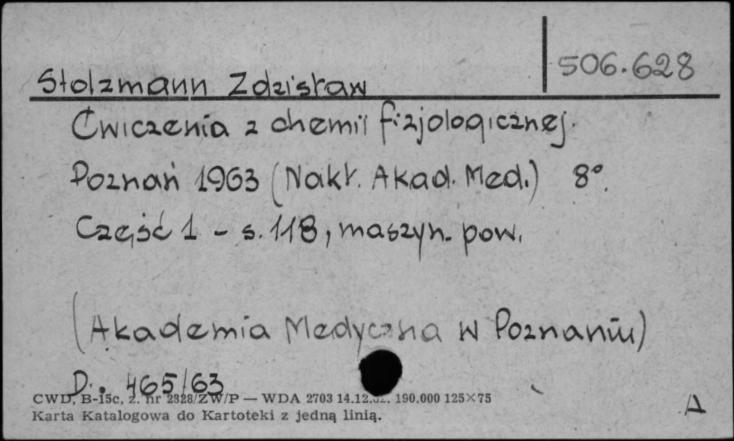 506.628
Stolzmann Zdzisław
Ćwiczenia z chemii fizjologicznej.
Poznań 1963 (Nakł. Akad. Med.) 8°.
Część 1 - s. 118, maszyn. pow.
(Akademia Medyczna w Poznaniu)
D. 465/63
CWD, B-15c, z. nr 2328/ZW/P — WDA 2703 14.12.62. 190.000 125×75
Karta Katalogowa do Kartoteki z jedną linią.
A